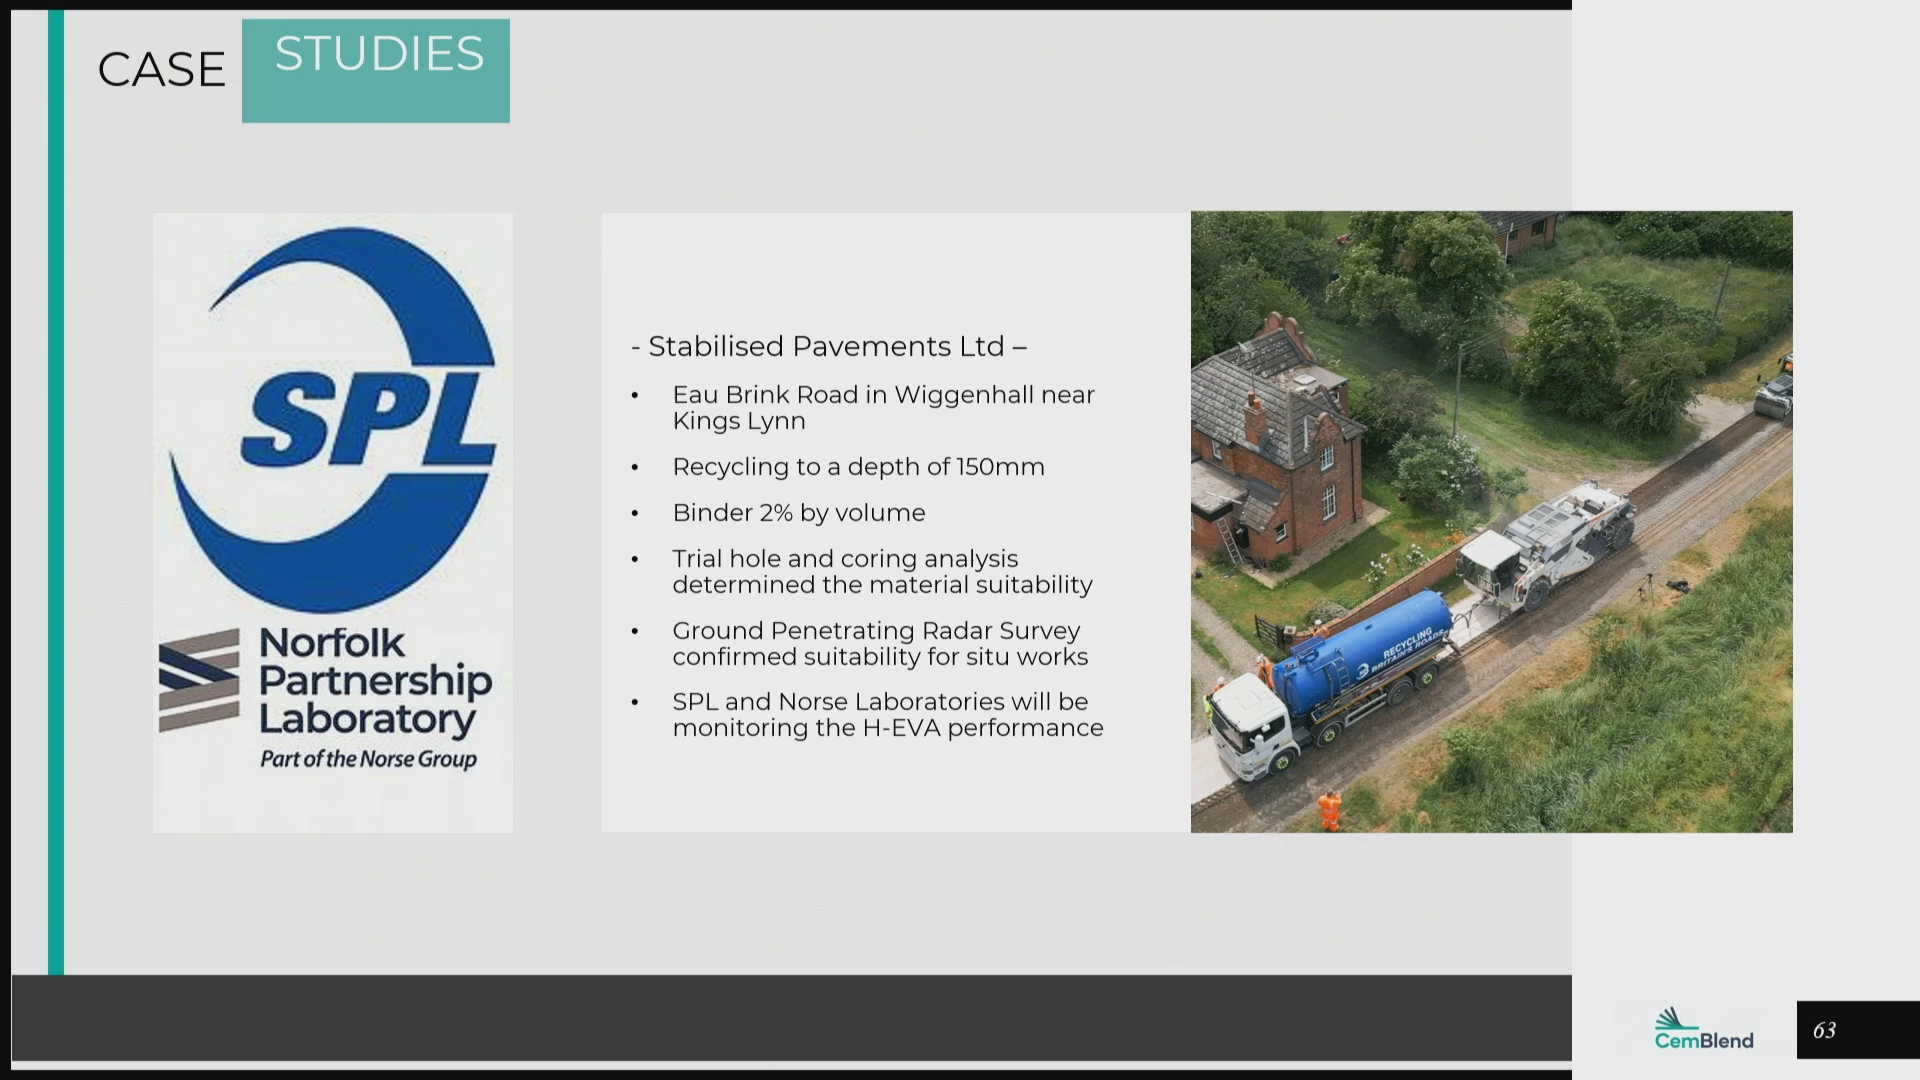 CASE STUDIES
SPL
Norfolk
Partnership
Laboratory
Part of the Norse Group
- Stabilised Pavements Ltd –
• Eau Brink Road in Wiggenhall near
Kings Lynn
• Recycling to a depth of 150mm
• Binder 2% by volume
• Trial hole and coring analysis
determined the material suitability
• Ground Penetrating Radar Survey
confirmed suitability for situ works
• SPL and Norse Laboratories will be
monitoring the H-EVA performance
RECYCLING
BRITAIN'S ROADS
CemBlend
63